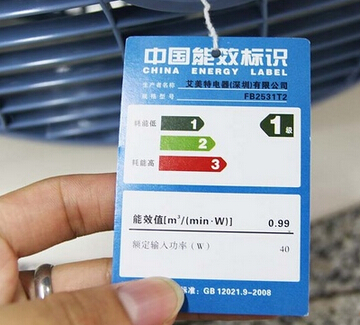 中国能效标识
CHINA ENERGY LABEL
生产者名称 艾美特电器(深圳)有限公司
规格型号 FB2531T2
耗能低 1 1级
2
耗能高 3
能效值[m³/(min·W)] 0.99
额定输入功率(W) 40
标准: GB 12021.9-2008